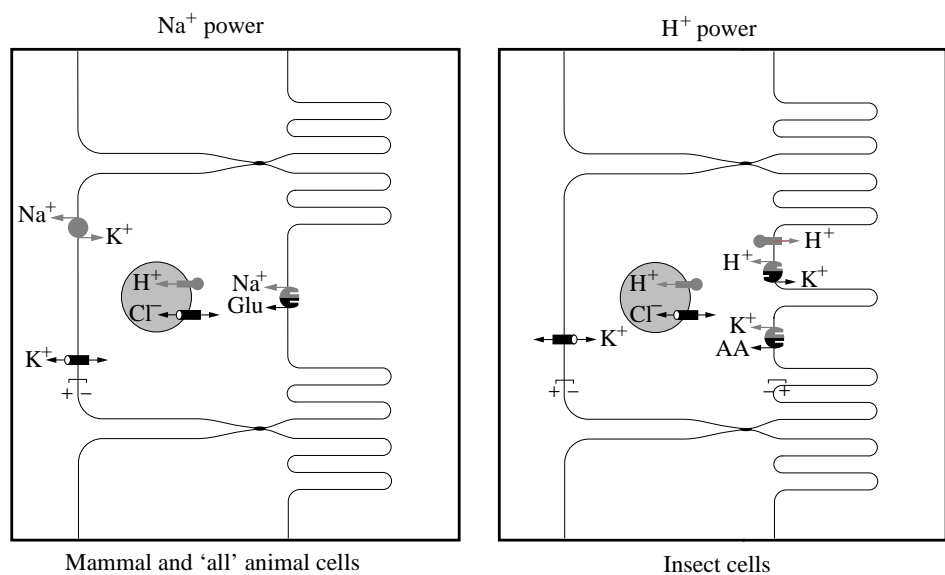 Na⁺ power
Na⁺
K⁺
H⁺
Cl⁻
Na⁺
Glu
K⁺
+ −
Mammal and ‘all’ animal cells
H⁺ power
H⁺
H⁺
K⁺
H⁺
Cl⁻
K⁺
AA
K⁺
+ −
− +
Insect cells